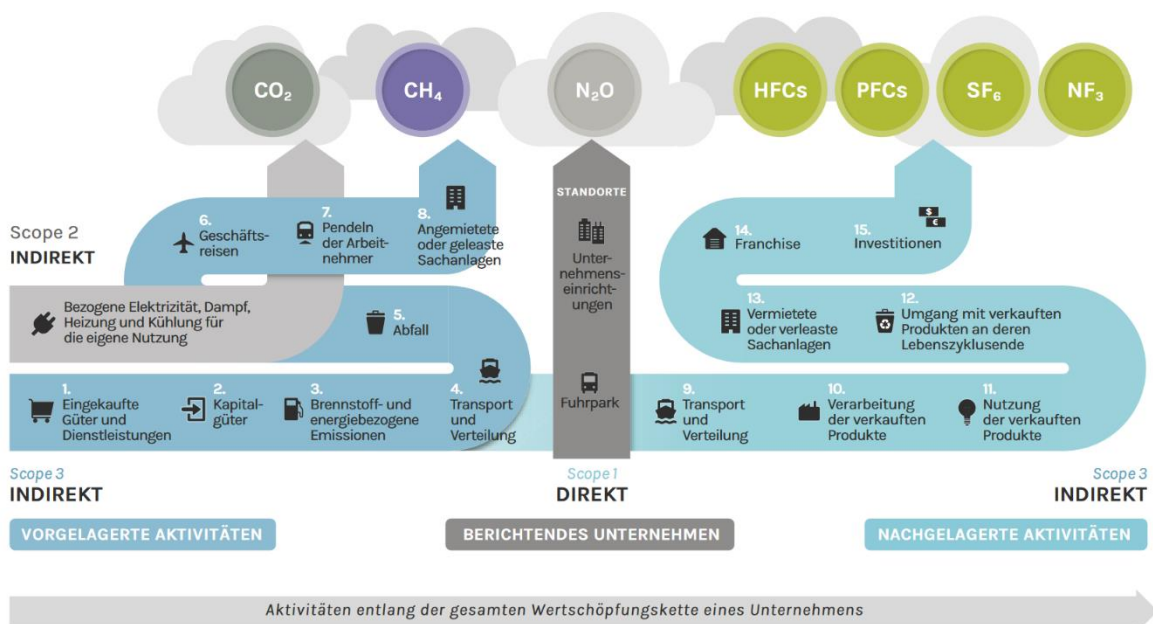 CO₂
CH₄
N₂O
HFCs
PFCs
SF₆
NF₃
Scope 2
INDIREKT
6.
Geschäfts-
reisen
7.
Pendeln
der Arbeit-
nehmer
8.
Angemietete
oder geleaste
Sachanlagen
STANDORTE
Unter-
nehmens-
einricht-
ungen
14.
Franchise
15.
Investitionen
$
€
Bezogene Elektrizität, Dampf,
Heizung und Kühlung für
die eigene Nutzung
5.
Abfall
13.
Vermietete
oder verleaste
Sachanlagen
12.
Umgang mit verkauften
Produkten an deren
Lebenszyklusende
1.
Eingekaufte
Güter und
Dienstleistungen
2.
Kapital-
güter
3.
Brennstoff- und
energiebezogene
Emissionen
4.
Transport
und
Verteilung
Fuhrpark
9.
Transport
und
Verteilung
10.
Verarbeitung
der verkauften
Produkte
11.
Nutzung
der verkauften
Produkte
Scope 3
INDIREKT
Scope 1
DIREKT
Scope 3
INDIREKT
VORGELAGERTE AKTIVITÄTEN
BERICHTENDES UNTERNEHMEN
NACHGELAGERTE AKTIVITÄTEN
Aktivitäten entlang der gesamten Wertschöpfungskette eines Unternehmens